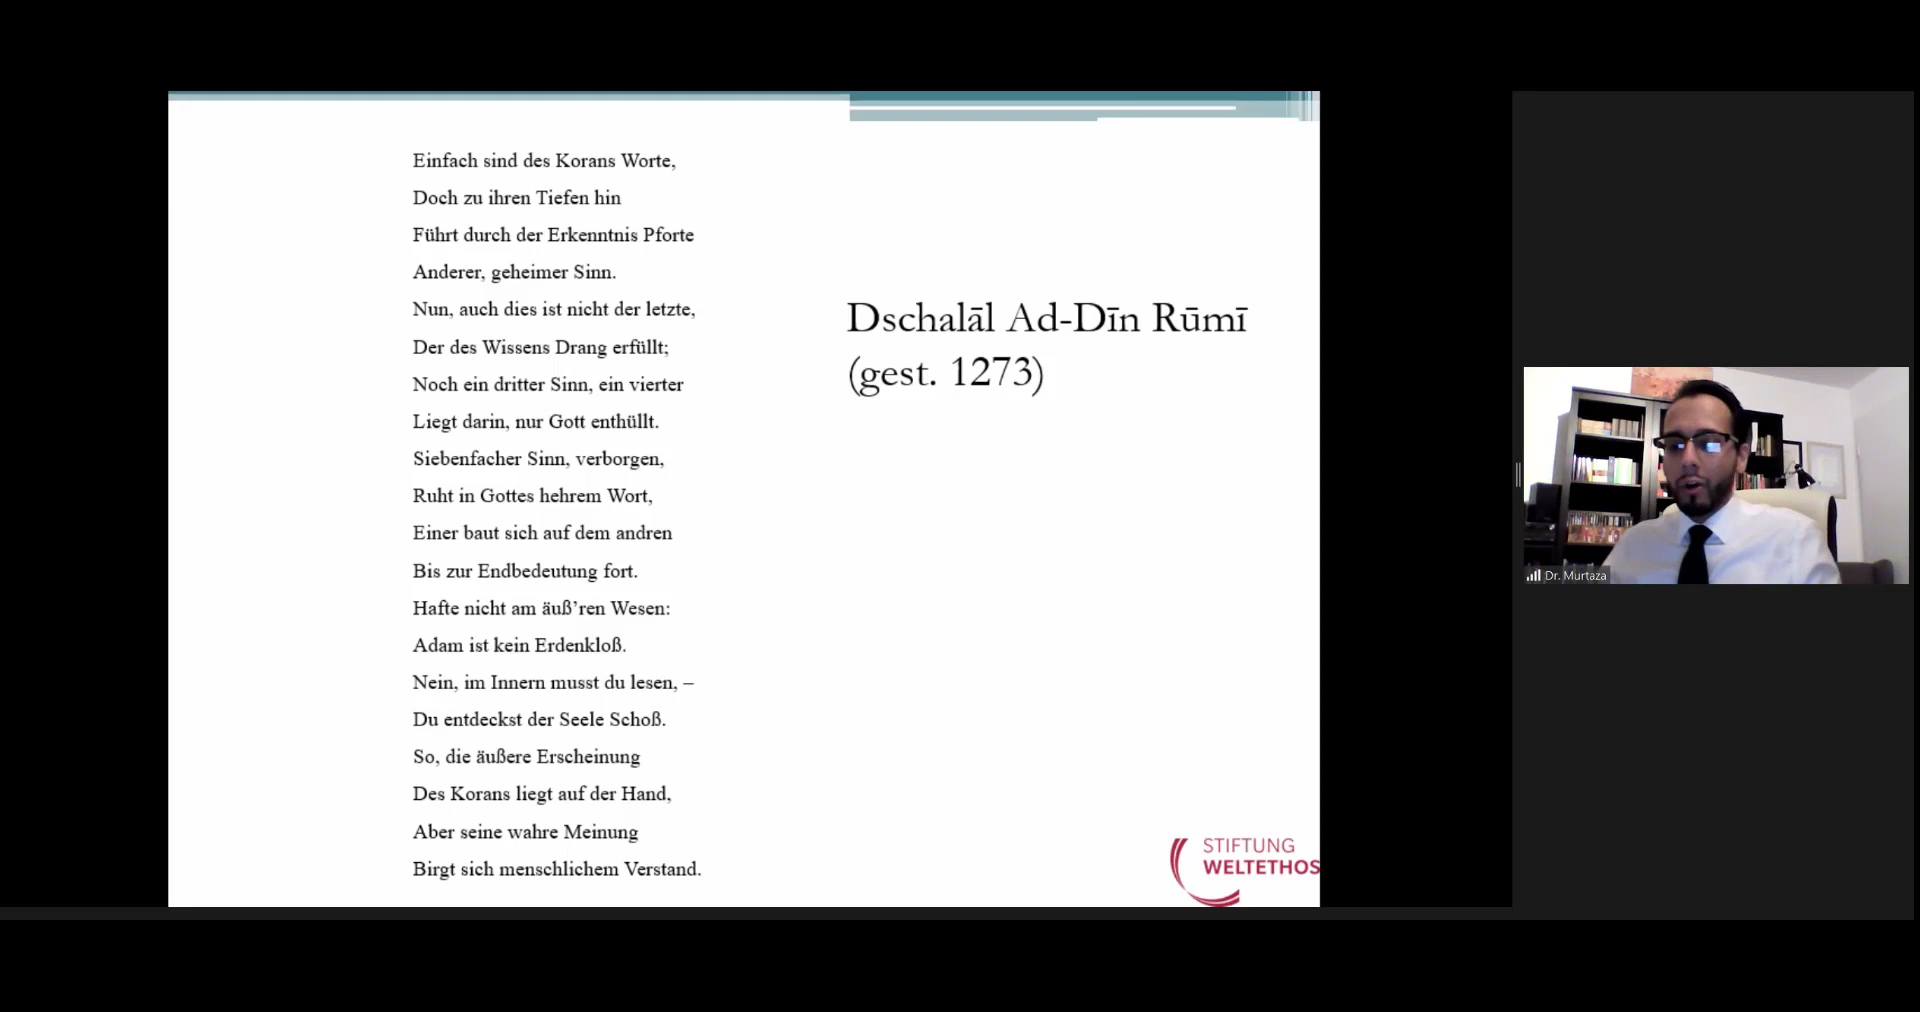 Einfach sind des Korans Worte,
Doch zu ihren Tiefen hin
Führt durch der Erkenntnis Pforte
Anderer, geheimer Sinn.
Nun, auch dies ist nicht der letzte,
Der des Wissens Drang erfüllt;
Noch ein dritter Sinn, ein vierter
Liegt darin, nur Gott enthüllt.
Siebenfacher Sinn, verborgen,
Ruht in Gottes hehrem Wort,
Einer baut sich auf dem andren
Bis zur Endbedeutung fort.
Hafte nicht am äuß’ren Wesen:
Adam ist kein Erdenkloß.
Nein, im Innern musst du lesen, –
Du entdeckst der Seele Schoß.
So, die äußere Erscheinung
Des Korans liegt auf der Hand,
Aber seine wahre Meinung
Birgt sich menschlichem Verstand.
Dschalāl Ad-Dīn Rūmī
(gest. 1273)
STIFTUNG
WELTETHOS
Dr. Murtaza